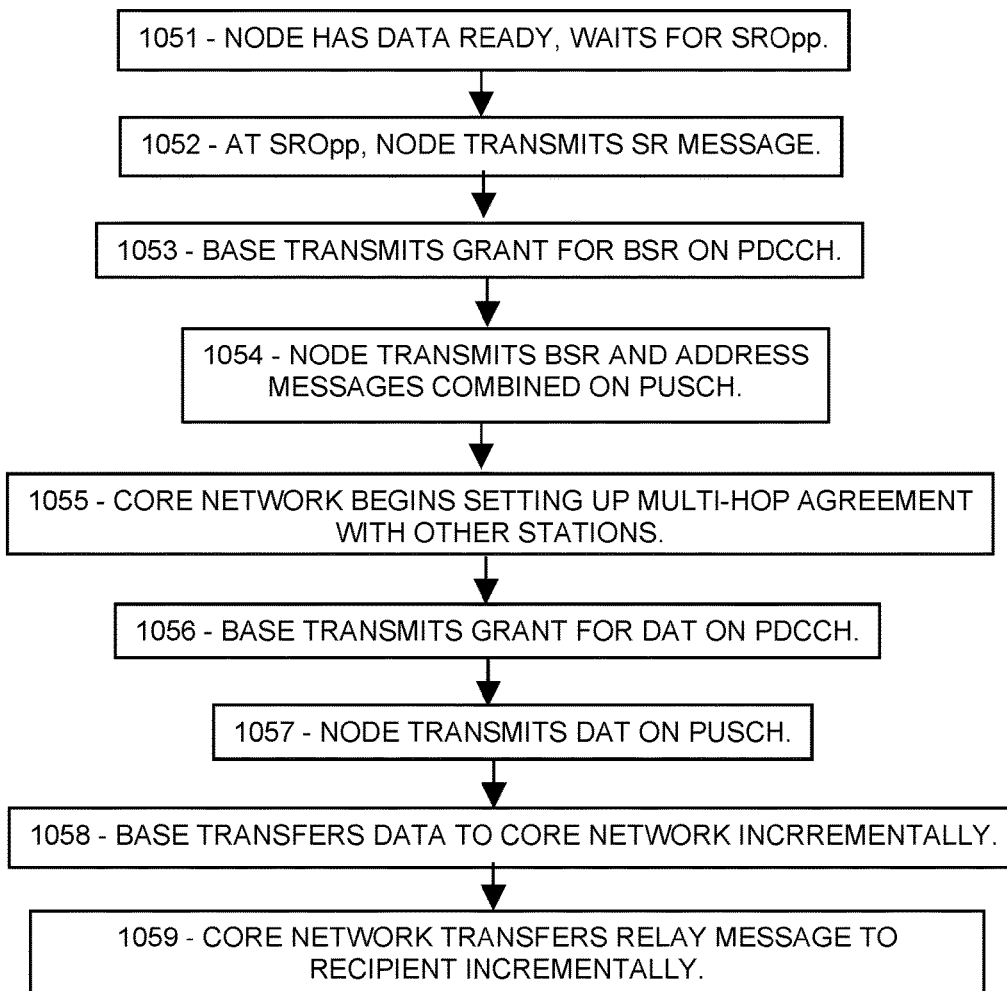 1051 - NODE HAS DATA READY, WAITS FOR SROpp.
1052 - AT SROpp, NODE TRANSMITS SR MESSAGE.
1053 - BASE TRANSMITS GRANT FOR BSR ON PDCCH.
1054 - NODE TRANSMITS BSR AND ADDRESS
MESSAGES COMBINED ON PUSCH.
1055 - CORE NETWORK BEGINS SETTING UP MULTI-HOP AGREEMENT
WITH OTHER STATIONS.
1056 - BASE TRANSMITS GRANT FOR DAT ON PDCCH.
1057 - NODE TRANSMITS DAT ON PUSCH.
1058 - BASE TRANSFERS DATA TO CORE NETWORK INCRREMENTALLY.
1059 - CORE NETWORK TRANSFERS RELAY MESSAGE TO
RECIPIENT INCREMENTALLY.